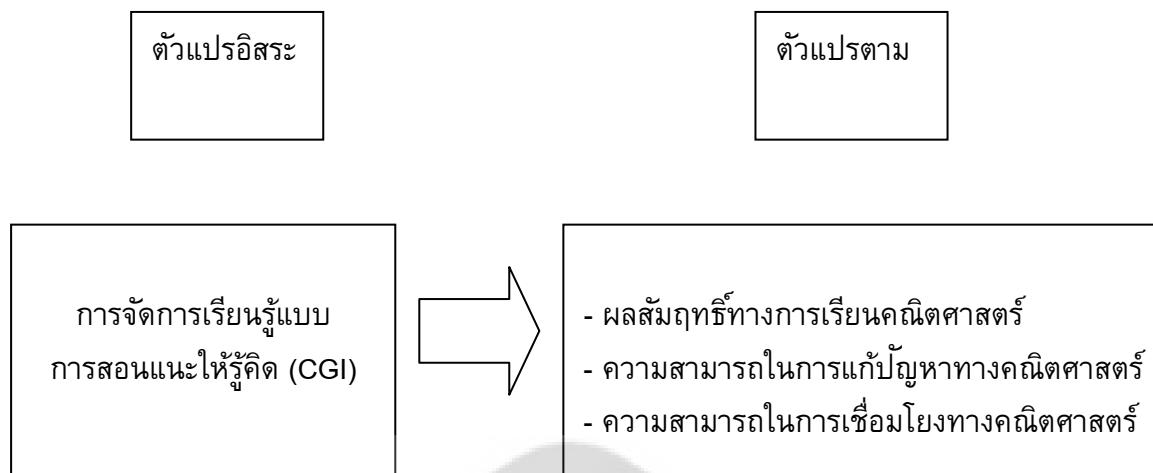 ตัวแปรอิสระ
ตัวแปรตาม
การจัดการเรียนรู้แบบ
การสอนแนะให้รู้คิด (CGI)
- ผลสัมฤทธิ์ทางการเรียนคณิตศาสตร์
- ความสามารถในการแก้ปัญหาทางคณิตศาสตร์
- ความสามารถในการเชื่อมโยงทางคณิตศาสตร์